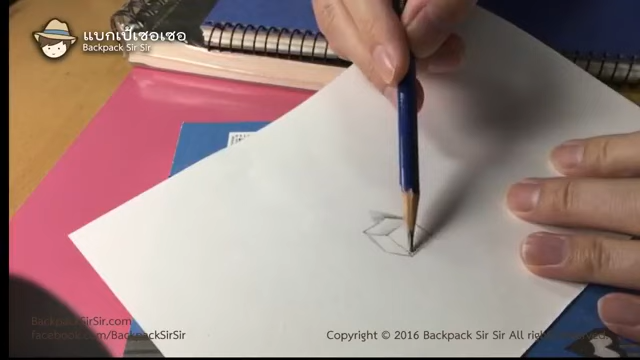 แบกเป้เซอเซอ
Backpack Sir Sir
BackpackSirSir.com
facebook.com/BackpackSirSir
Copyright © 2016 Backpack Sir Sir All rights